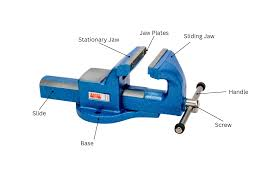 Jaw Plates
Stationary Jaw
Sliding Jaw
Handle
Slide
Screw
Base